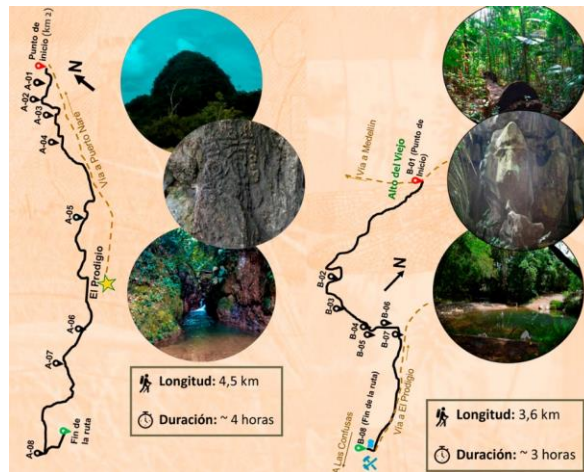 Punto de
inicio (km 2)
A-01
A-02
A-03
A-04
N
Vía a Puerto Nare
A-05
El Prodigio
A-06
A-07
A-08
Fin de
la ruta
Longitud: 4,5 km
Duración: ~ 4 horas
Vía a Medellín
Alto del Viejo
B-01 (Punto de
inicio)
N
B-02
B-03
B-04
B-05
B-06
B-07
Vía a El Prodigio
A Las Confusas
B-08 (Fin de la ruta)
Longitud: 3,6 km
Duración: ~ 3 horas